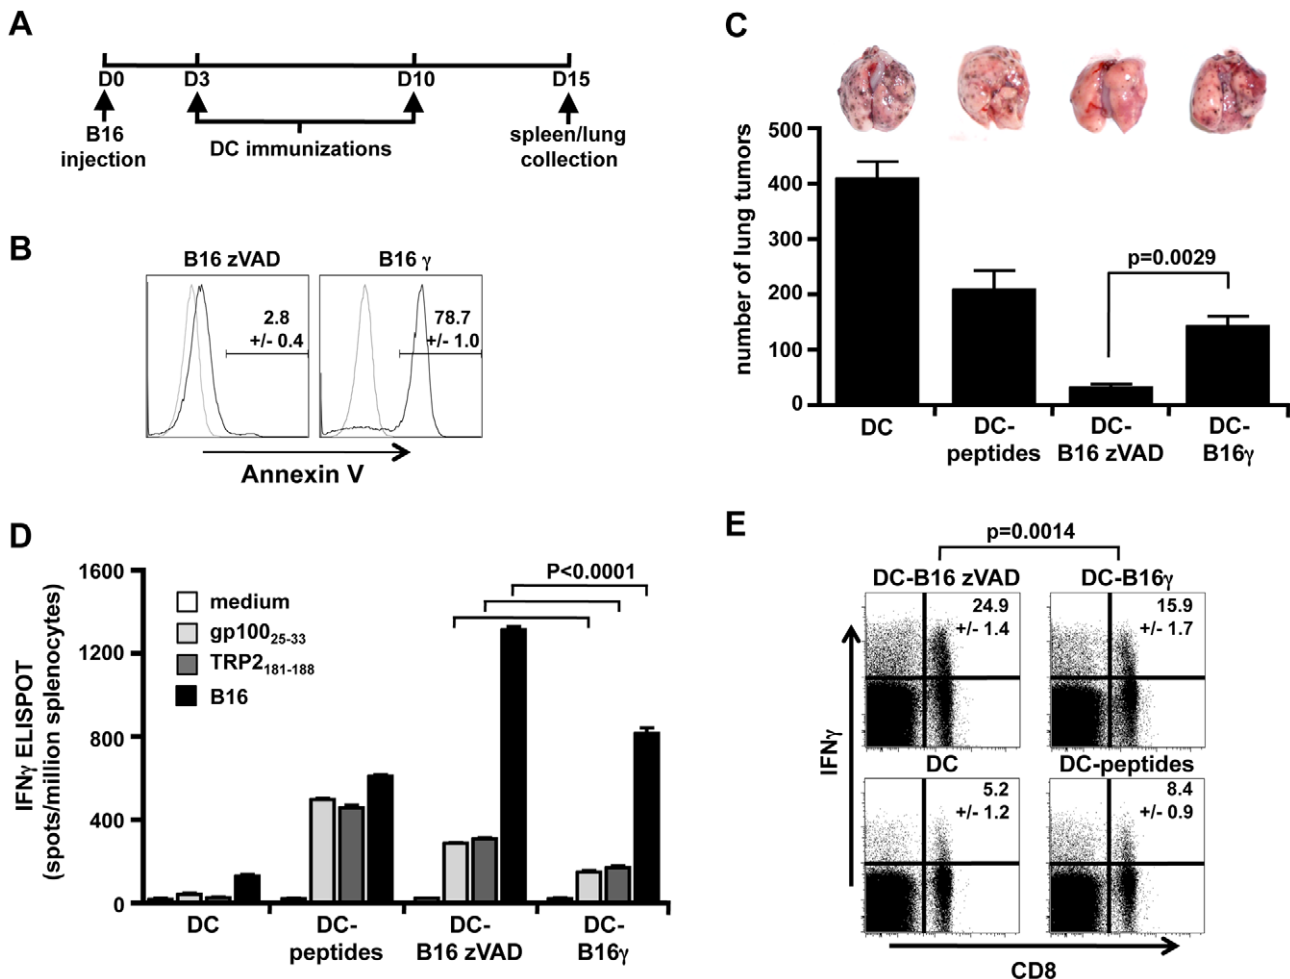 A
D0 D3 D10 D15
B16
injection
DC immunizations
spleen/lung
collection
B
B16 zVAD
B16 γ
2.8
+/- 0.4
78.7
+/- 1.0
Annexin V
C
number of lung tumors
500
400
300
200
100
0
p=0.0029
DC
DC-
peptides
DC-
B16 zVAD
DC-
B16γ
D
IFNγ ELISPOT
(spots/million splenocytes)
1600
1200
800
400
0
medium
gp100 25-33
TRP2 181-188
B16
P<0.0001
DC
DC-
peptides
DC-
B16 zVAD
DC-
B16γ
E
p=0.0014
DC-B16 zVAD
DC-B16γ
24.9
+/- 1.4
15.9
+/- 1.7
DC
DC-peptides
5.2
+/- 1.2
8.4
+/- 0.9
IFNγ
CD8